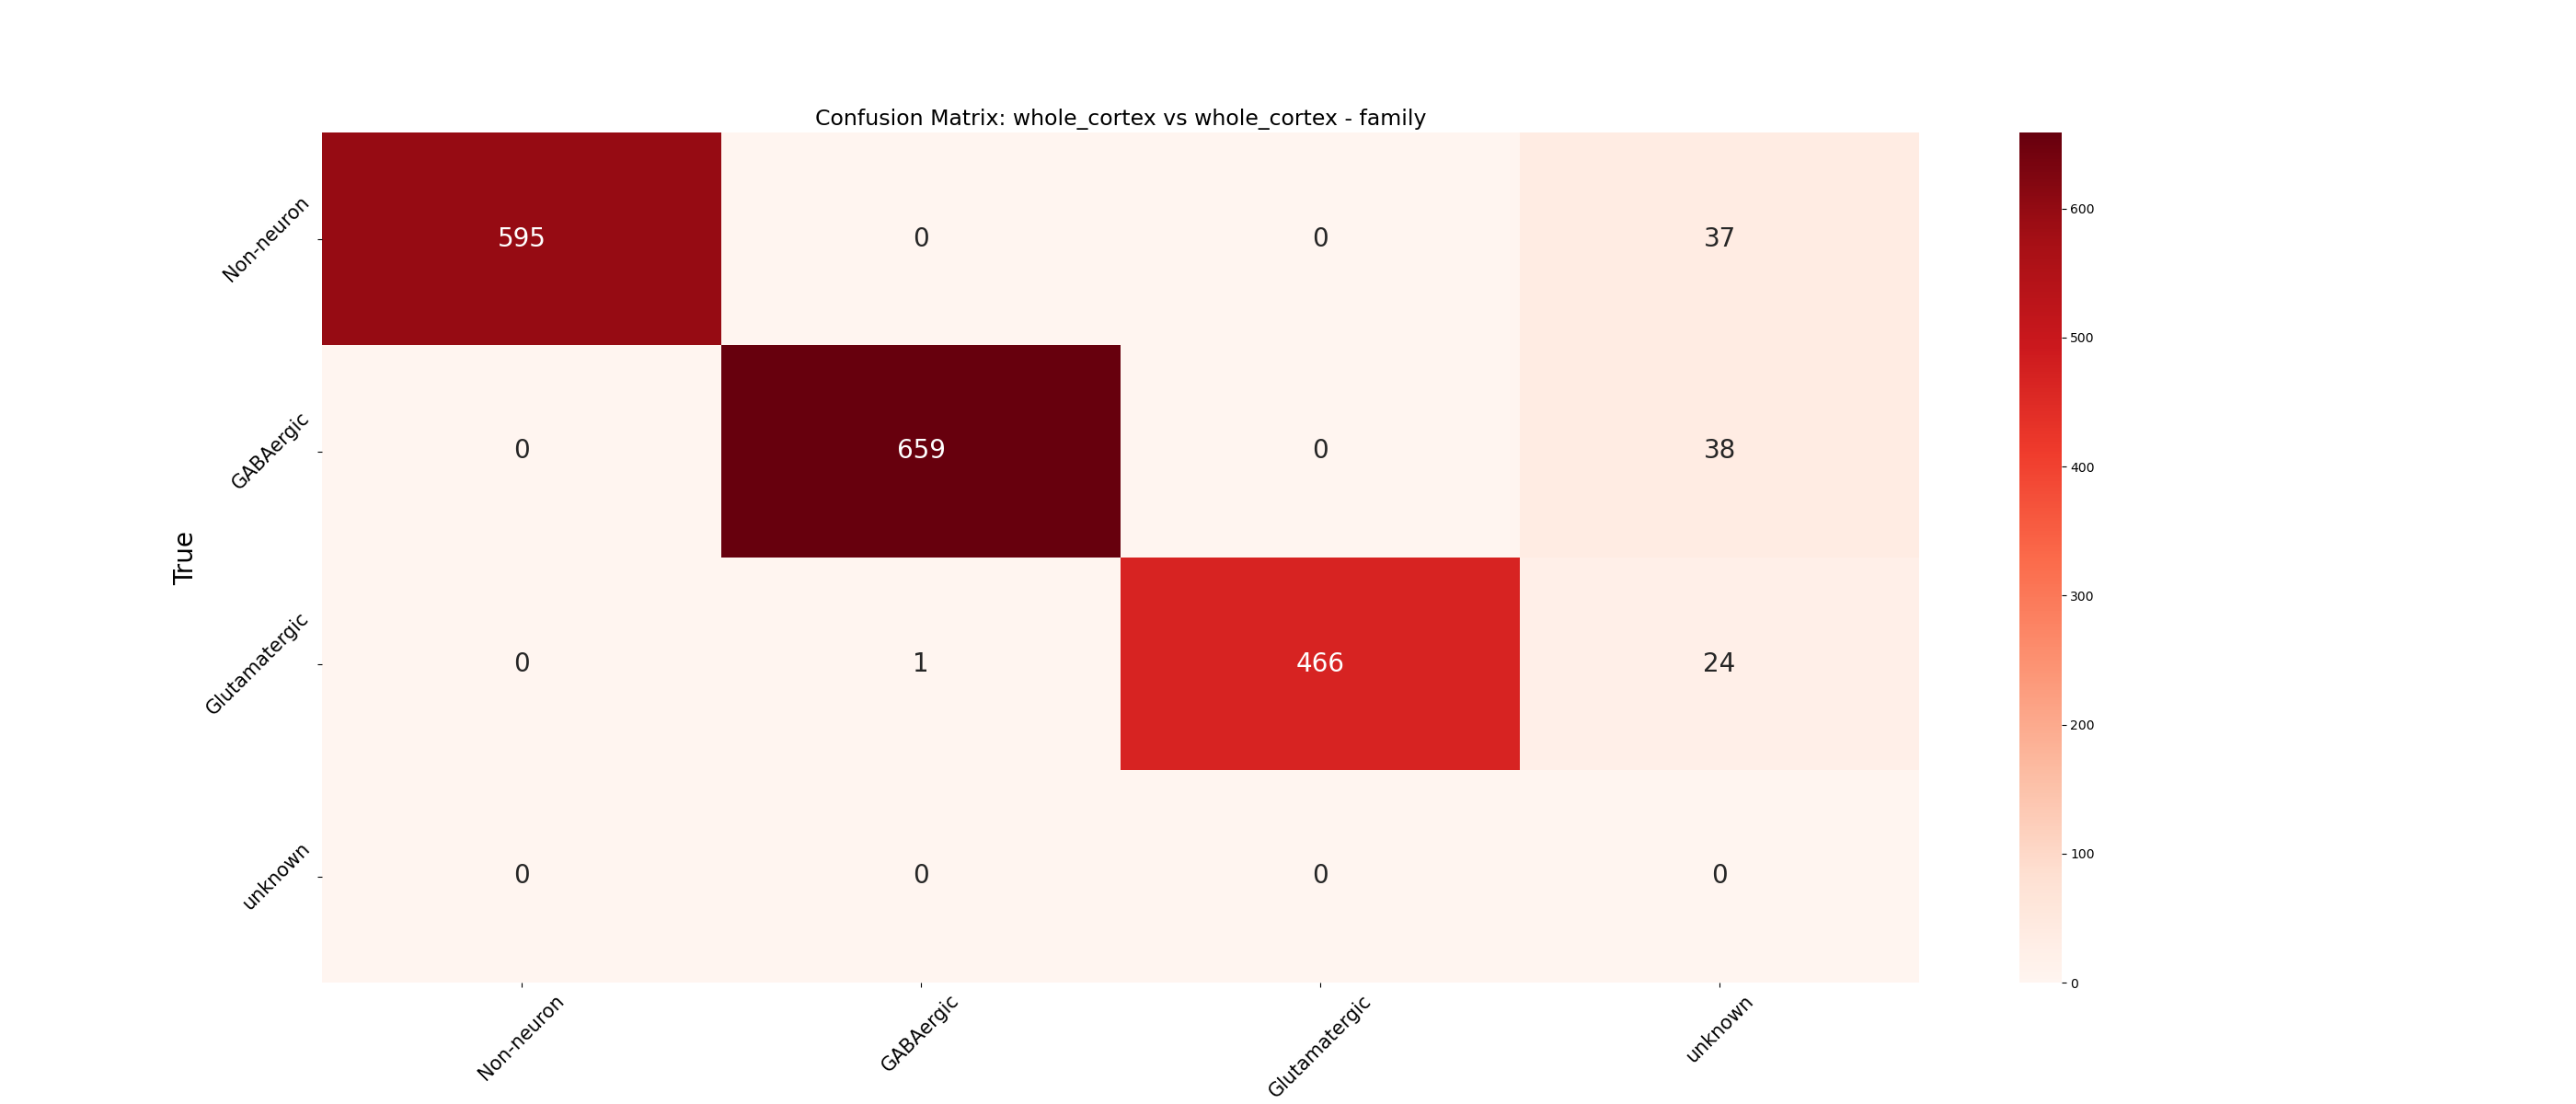 Confusion Matrix: whole_cortex vs whole_cortex - family
True
Non-neuron
595 0 0 37
GABAergic
0 659 0 38
Glutamatergic
0 1 466 24
unknown
0 0 0 0
Non-neuron GABAergic Glutamatergic unknown
600
500
400
300
200
100
0